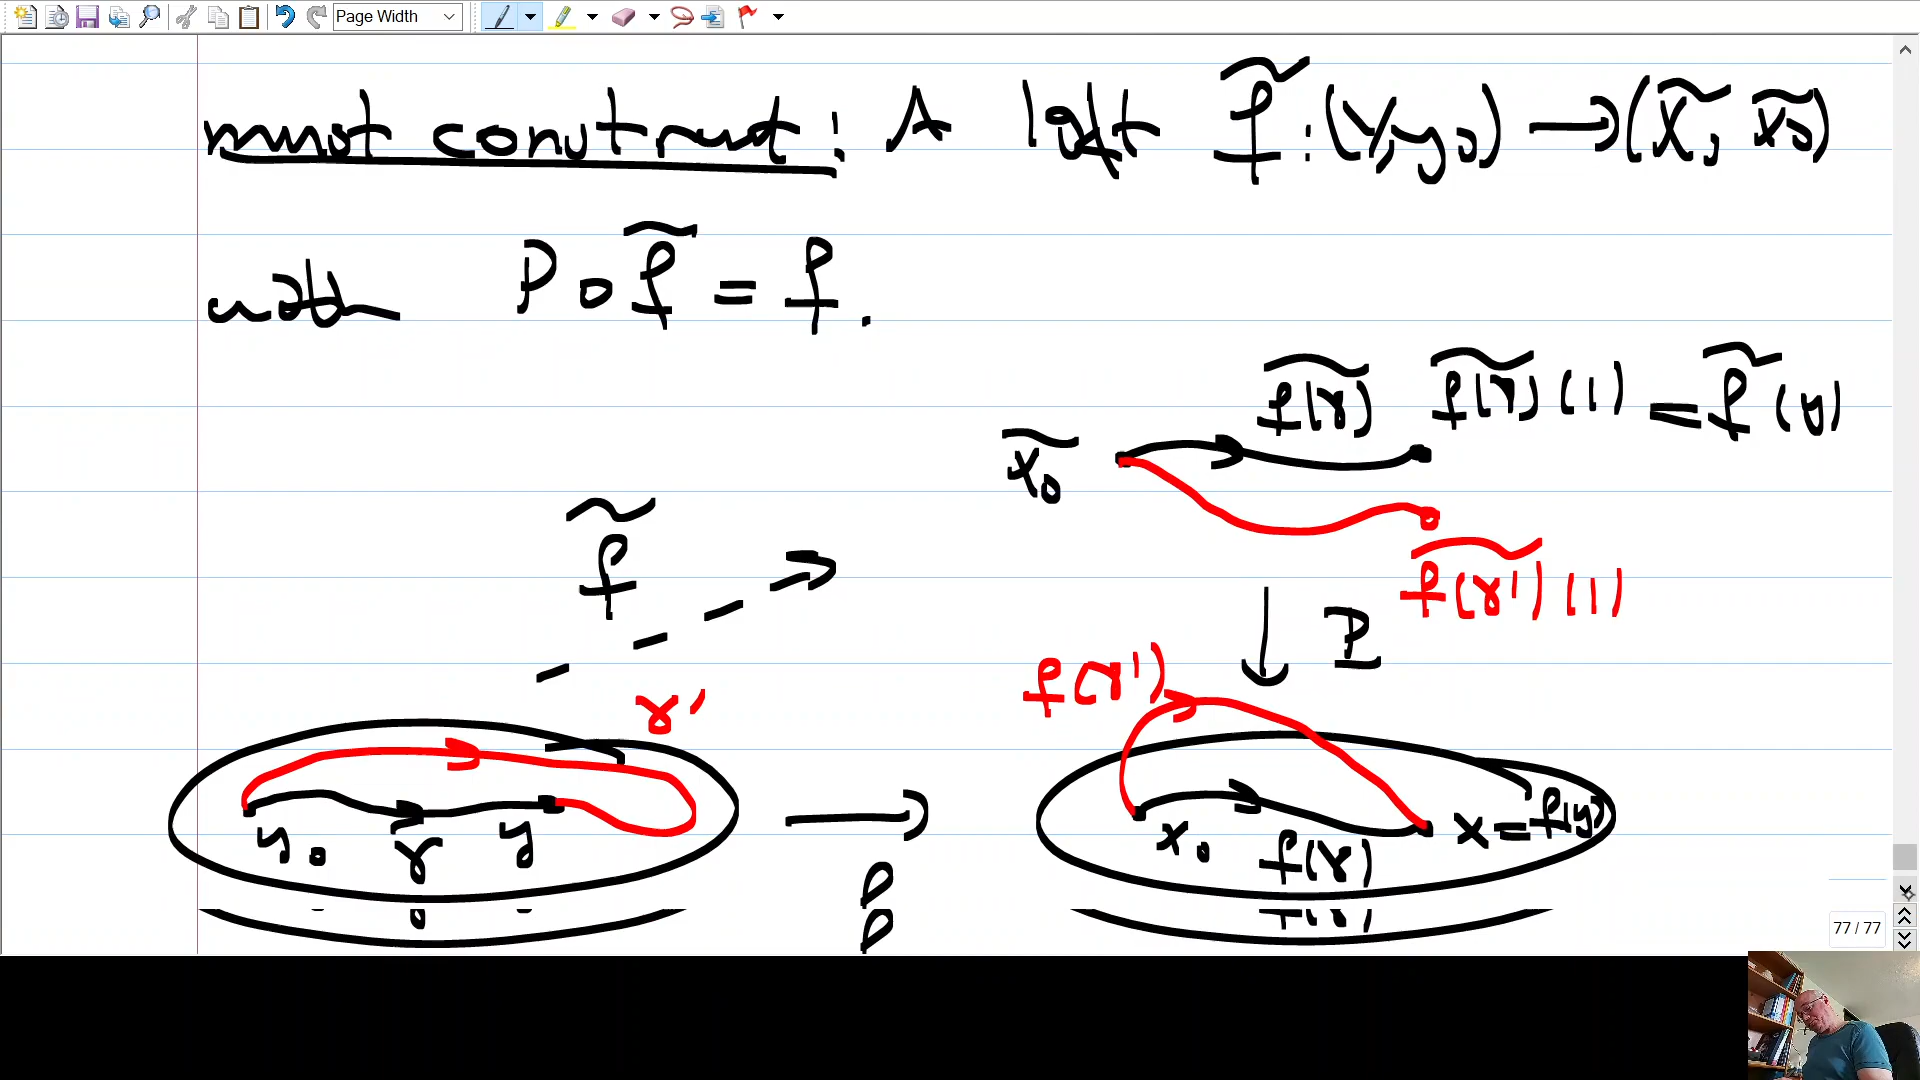 Page Width
must construct: A lift f̃: (Y, y₀) → (X̃, x̃₀)
with P ∘ f̃ = f.
f̃(γ) f̃(γ)(1) = f̃(y)
x̃₀
f̃
f̃(γ')(1)
P
γ' f(γ')
y₀ γ y x₀ f(γ) x = f(y)
f
77 / 77